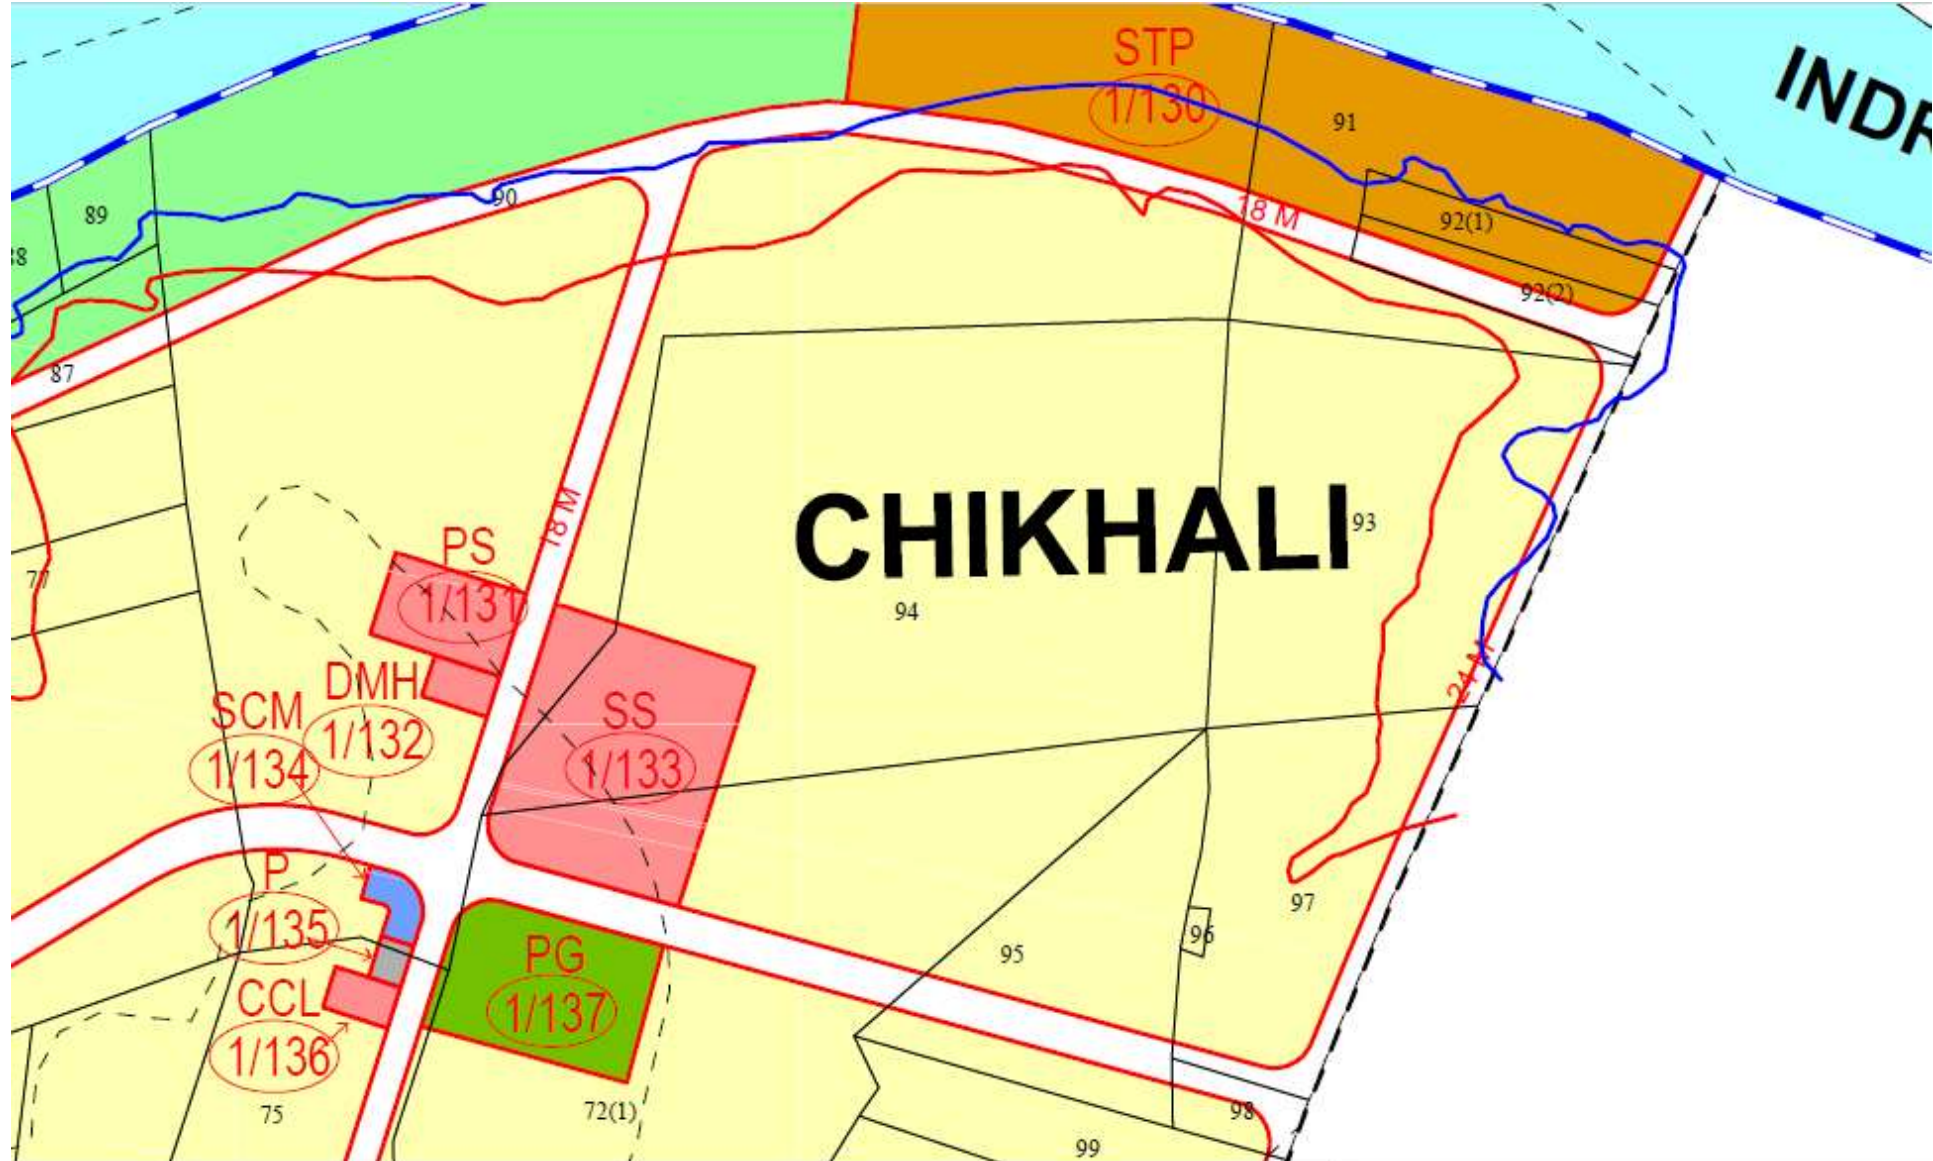 STP
1/130
INDR
91
89
90
88
18 M
92(1)
92(2)
87
CHIKHALI
93
18 M
PS
1/131
77
94
DMH
1/132
SCM
1/134
SS
1/133
24 M
P
1/135
97
96
95
PG
1/137
CCL
1/136
75
72(1)
98
99